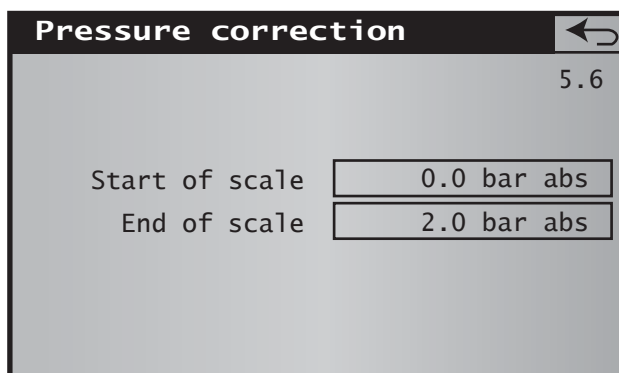 Pressure correction
5.6
Start of scale 0.0 bar abs
End of scale 2.0 bar abs